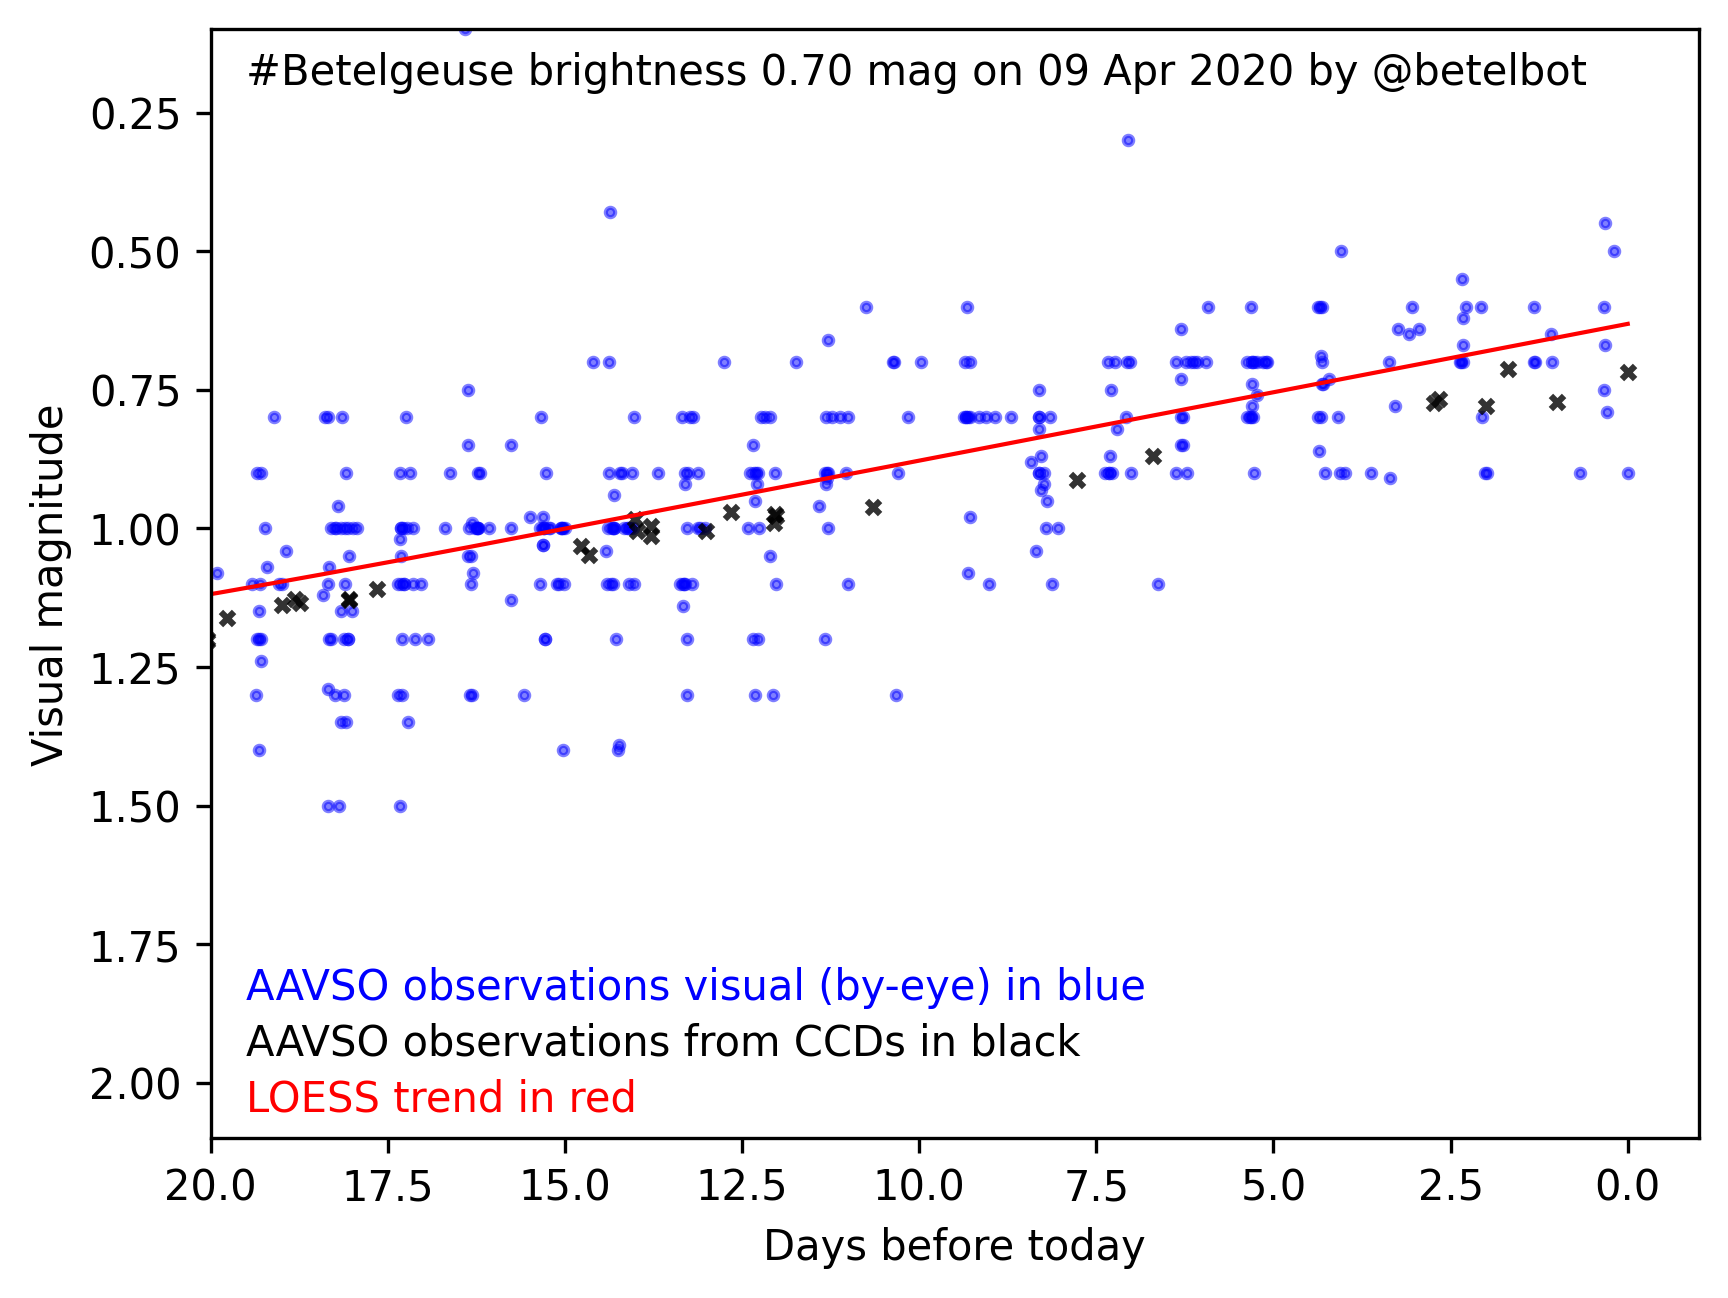 #Betelgeuse brightness 0.70 mag on 09 Apr 2020 by @betelbot
0.25
0.50
0.75
1.00
1.25
1.50
1.75
2.00
Visual magnitude
AAVSO observations visual (by-eye) in blue
AAVSO observations from CCDs in black
LOESS trend in red
20.0 17.5 15.0 12.5 10.0 7.5 5.0 2.5 0.0
Days before today